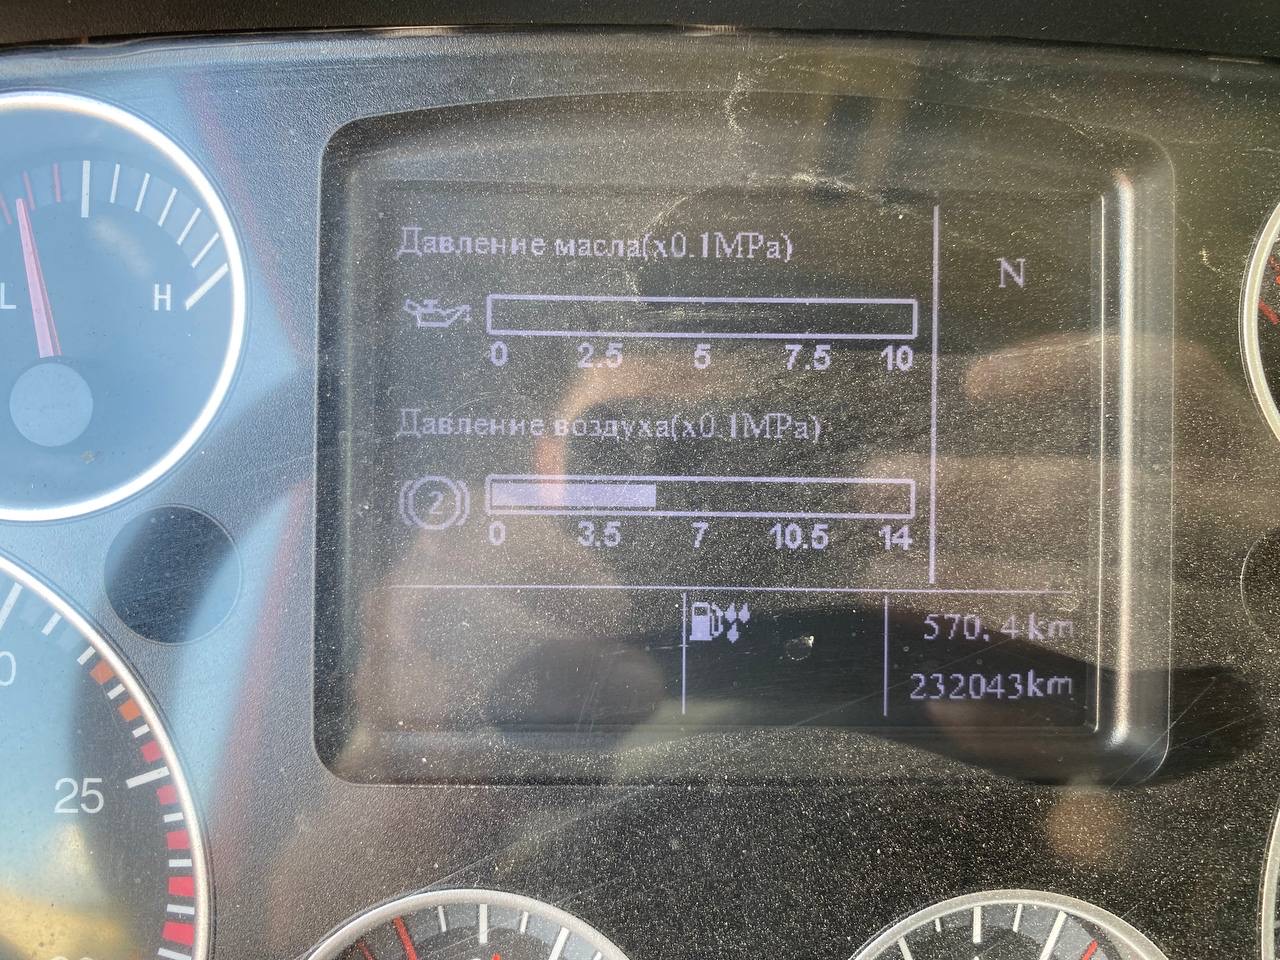 Давление масла(x0.1MPa)
N
0 2.5 5 7.5 10
L H
Давление воздуха(x0.1MPa)
2
0 3.5 7 10.5 14
570.4km
232043km
25